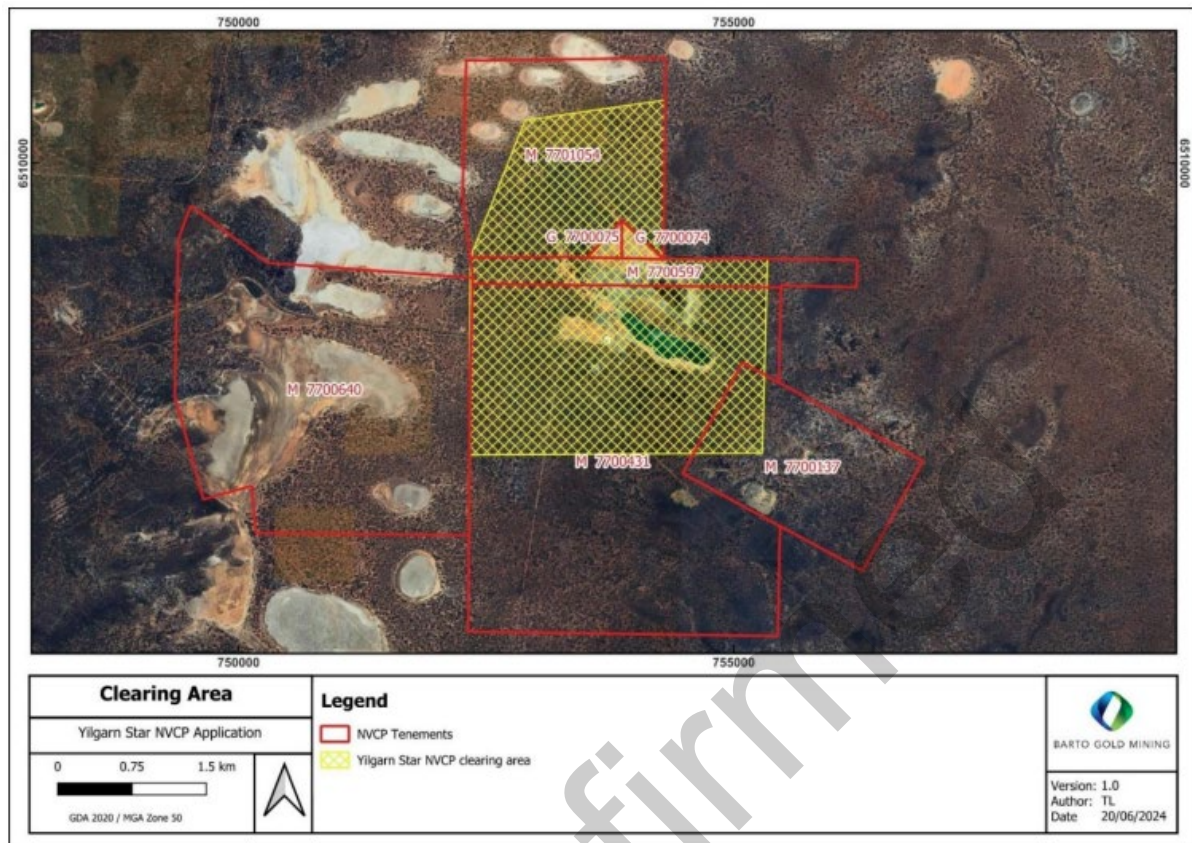 750000
755000
6510000
6510000
M 7701054
G 7700075
G 7700074
M 7700597
M 7700640
M 7700431
M 7700137
750000
755000
Clearing Area
Yilgarn Star NVCP Application
0 0.75 1.5 km
GDA 2020 / MGA Zone 50
Legend
NVCP Tenements
Yilgarn Star NVCP clearing area
BARTO GOLD MINING
Version: 1.0
Author: TL
Date 20/06/2024